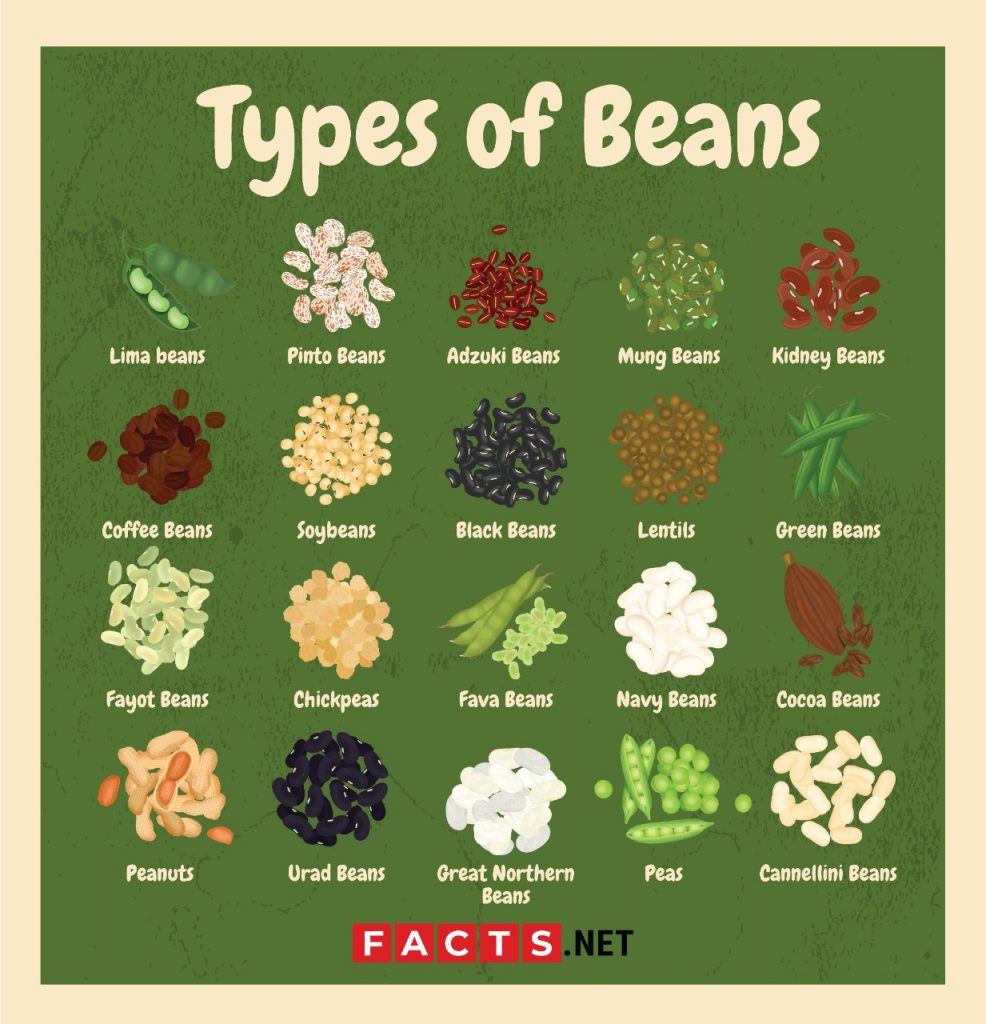 Types of Beans
Lima beans
Pinto Beans
Adzuki Beans
Mung Beans
Kidney Beans
Coffee Beans
Soybeans
Black Beans
Lentils
Green Beans
Fayot Beans
Chickpeas
Fava Beans
Navy Beans
Cocoa Beans
Peanuts
Urad Beans
Great Northern
Beans
Peas
Cannellini Beans
FACTS.NET